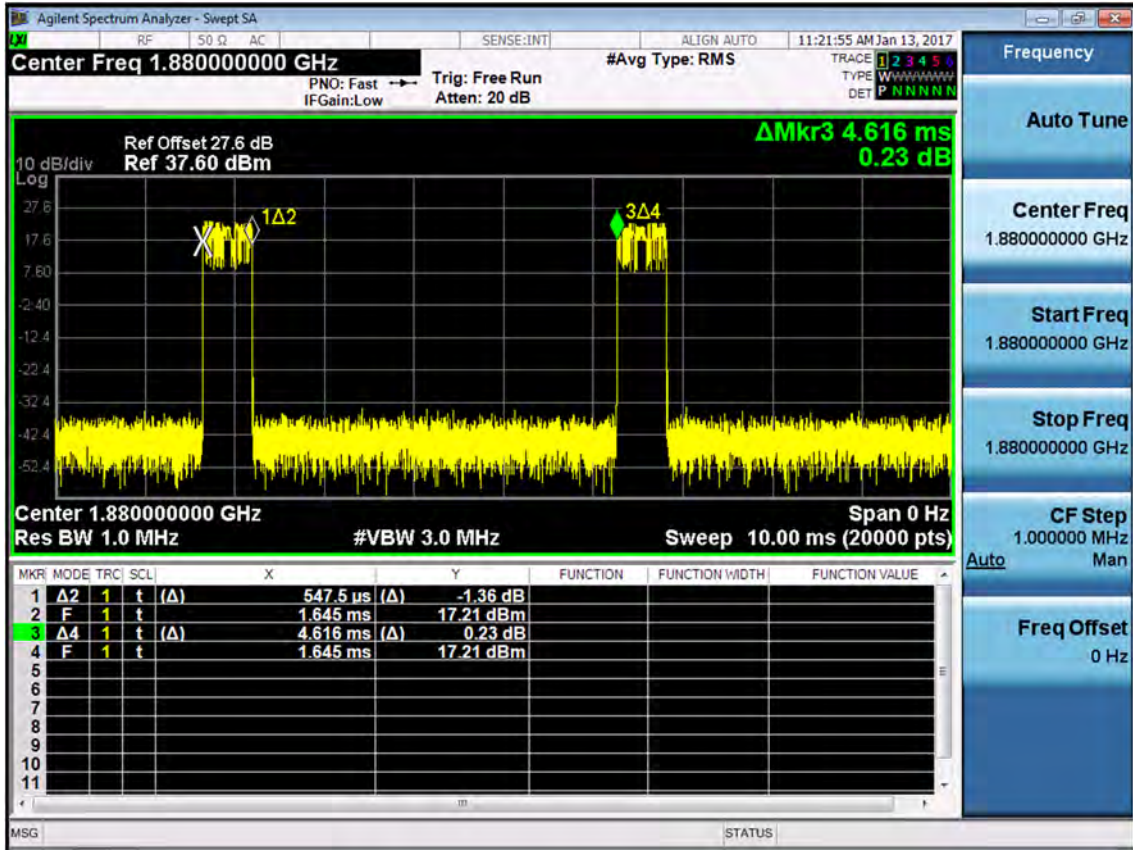 Agilent Spectrum Analyzer - Swept SA
LXI RF 50 Ω AC SENSE:INT ALIGN AUTO 11:21:55 AM Jan 13, 2017
Center Freq 1.880000000 GHz
PNO: Fast
IFGain:Low
Trig: Free Run
Atten: 20 dB
#Avg Type: RMS
TRACE 1 2 3 4 5 6
TYPE WWWWWW
DET P N N N N N
Ref Offset 27.6 dB
10 dB/div Ref 37.60 dBm
Log
ΔMkr3 4.616 ms
0.23 dB
27.6
17.6
7.60
-2.40
-12.4
-22.4
-32.4
-42.4
-52.4
1Δ2
3Δ4
Center 1.880000000 GHz Span 0 Hz
Res BW 1.0 MHz #VBW 3.0 MHz Sweep 10.00 ms (20000 pts)
MKR MODE TRC SCL X Y FUNCTION FUNCTION WIDTH FUNCTION VALUE
1 Δ2 1 t (Δ) 547.5 µs (Δ) -1.36 dB
2 F 1 t 1.645 ms 17.21 dBm
3 Δ4 1 t (Δ) 4.616 ms (Δ) 0.23 dB
4 F 1 t 1.645 ms 17.21 dBm
5
6
7
8
9
10
11
MSG STATUS
Frequency
Auto Tune
Center Freq
1.880000000 GHz
Start Freq
1.880000000 GHz
Stop Freq
1.880000000 GHz
CF Step
1.000000 MHz
Auto Man
Freq Offset
0 Hz